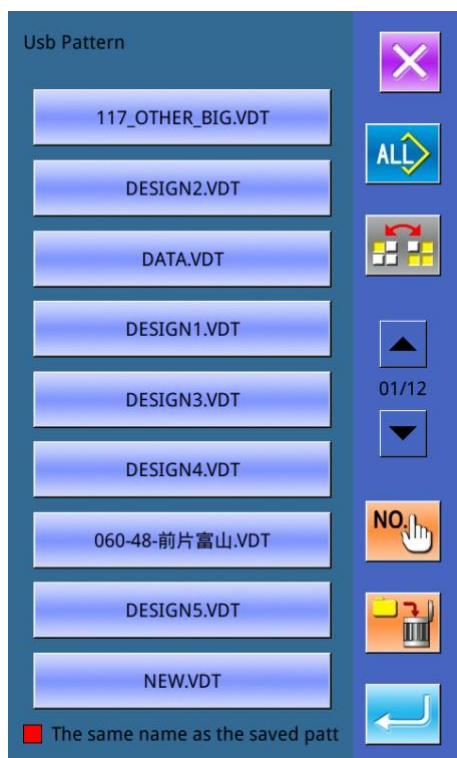 Usb Pattern
117_OTHER_BIG.VDT
ALL
DESIGN2.VDT
DATA.VDT
DESIGN1.VDT
01/12
DESIGN3.VDT
DESIGN4.VDT
NO.
060-48-前片富山.VDT
DESIGN5.VDT
NEW.VDT
The same name as the saved patt